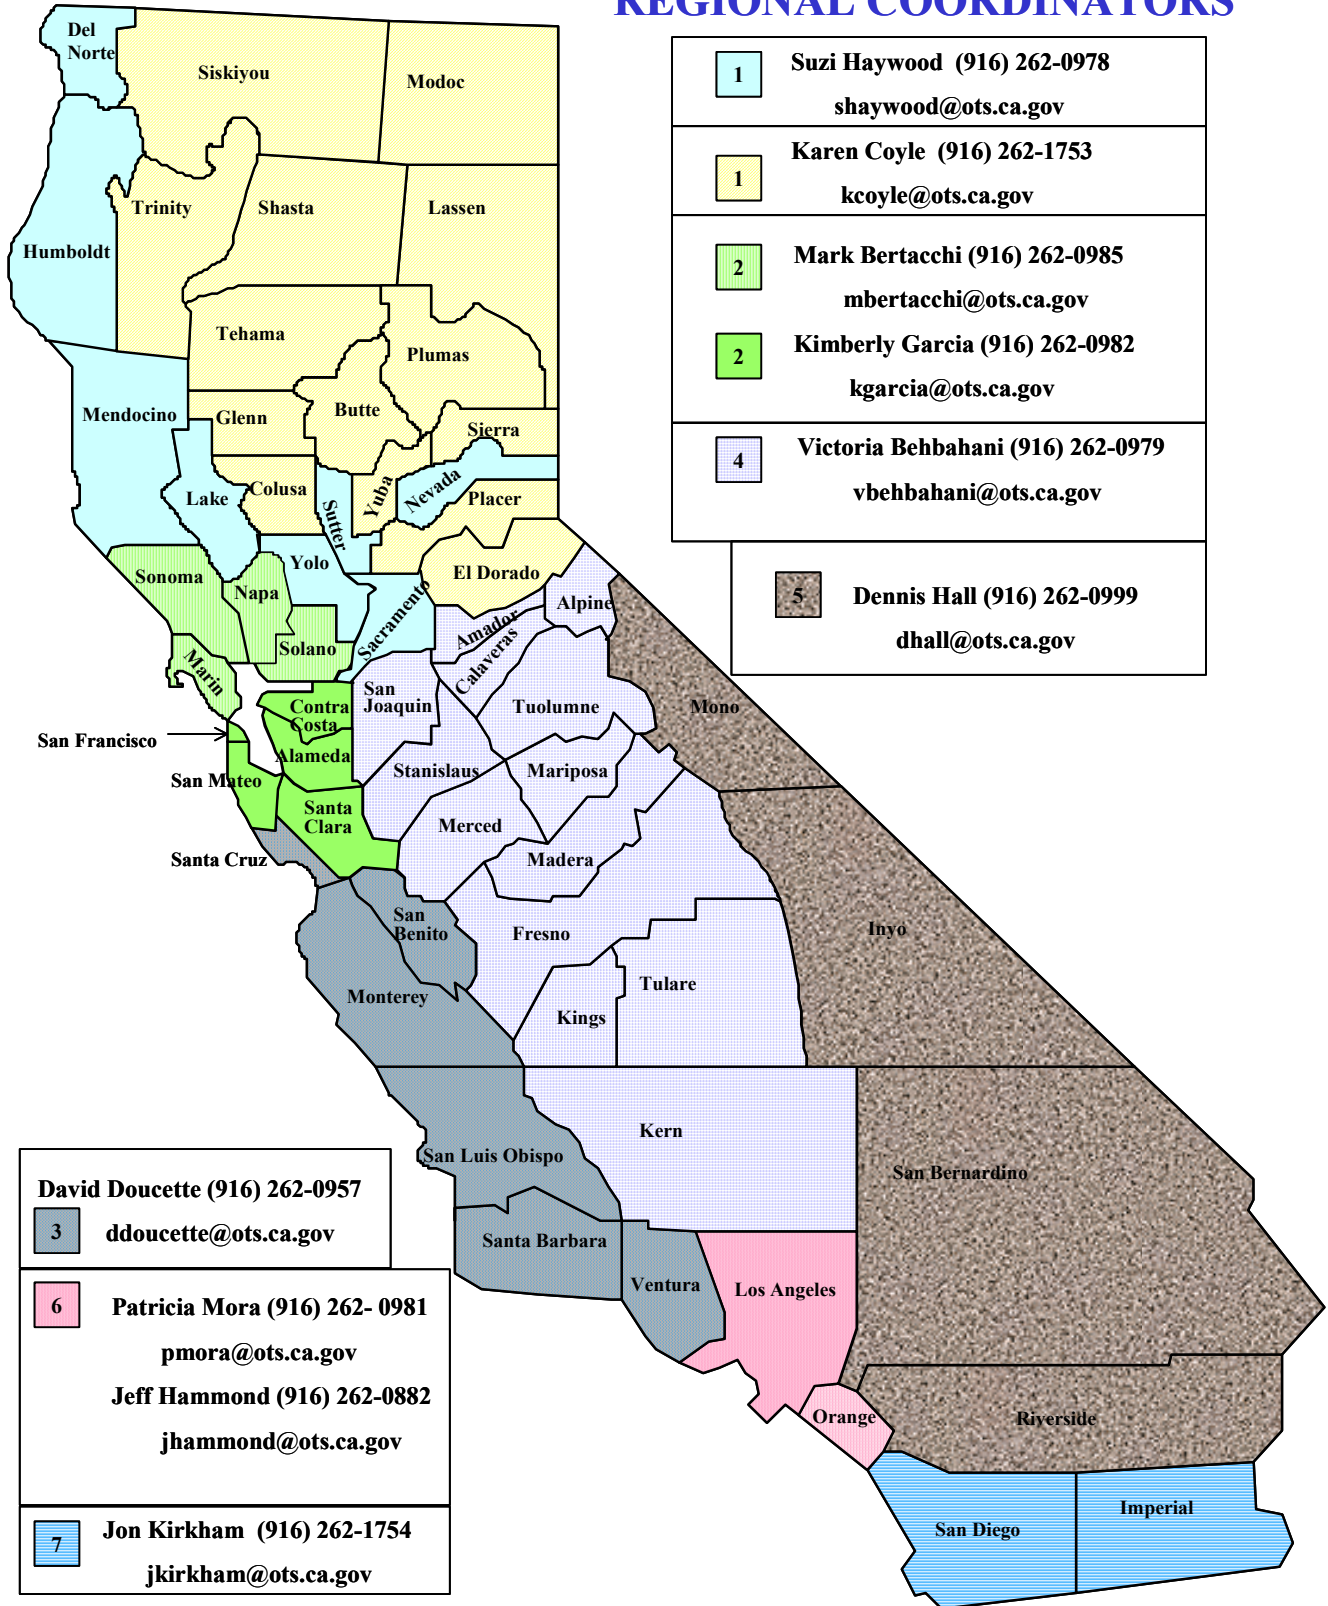 REGIONAL COORDINATORS
1 Suzi Haywood (916) 262-0978
shaywood@ots.ca.gov
1 Karen Coyle (916) 262-1753
kcoyle@ots.ca.gov
2 Mark Bertacchi (916) 262-0985
mbertacchi@ots.ca.gov
2 Kimberly Garcia (916) 262-0982
kgarcia@ots.ca.gov
4 Victoria Behbahani (916) 262-0979
vbehbahani@ots.ca.gov
5 Dennis Hall (916) 262-0999
dhall@ots.ca.gov
Del
Norte
Siskiyou
Modoc
Humboldt
Trinity
Shasta
Lassen
Tehama
Plumas
Mendocino
Glenn
Butte
Sierra
Lake
Colusa
Sutter
Yuba
Nevada
Placer
Sonoma
Napa
Yolo
El Dorado
Sacramento
Solano
Marin
Amador
Alpine
Calaveras
San
Joaquin
Tuolumne
Mono
Contra
Costa
San Francisco
Alameda
San Mateo
Stanislaus
Mariposa
Santa
Clara
Merced
Santa Cruz
Madera
San
Benito
Fresno
Inyo
Monterey
Kings
Tulare
Kern
San Luis Obispo
San Bernardino
Santa Barbara
Ventura
Los Angeles
Orange
Riverside
San Diego
Imperial
David Doucette (916) 262-0957
3 ddoucette@ots.ca.gov
6 Patricia Mora (916) 262- 0981
pmora@ots.ca.gov
Jeff Hammond (916) 262-0882
jhammond@ots.ca.gov
7 Jon Kirkham (916) 262-1754
jkirkham@ots.ca.gov